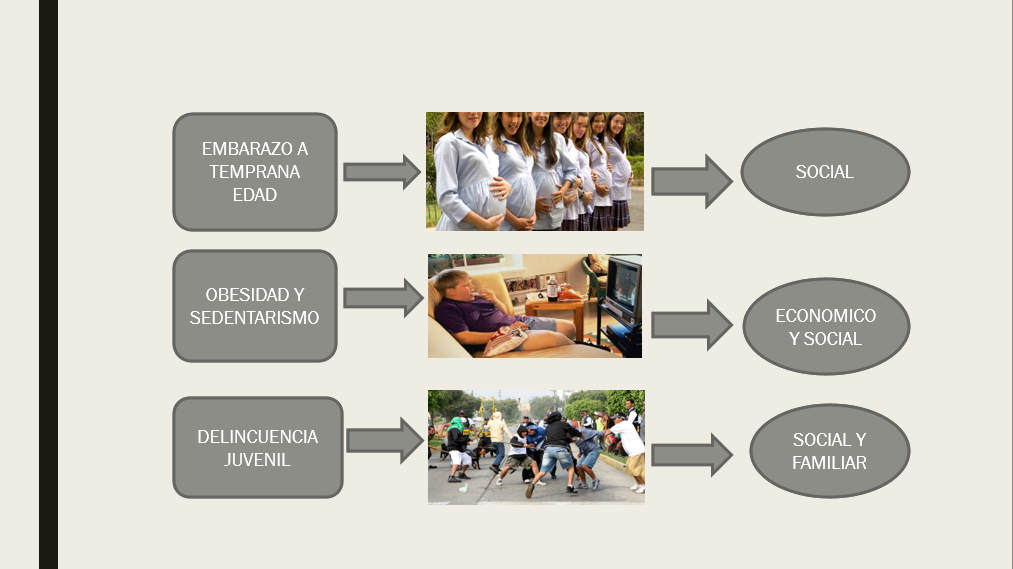 EMBARAZO A
TEMPRANA
EDAD
SOCIAL
OBESIDAD Y
SEDENTARISMO
ECONOMICO
Y SOCIAL
DELINCUENCIA
JUVENIL
SOCIAL Y
FAMILIAR